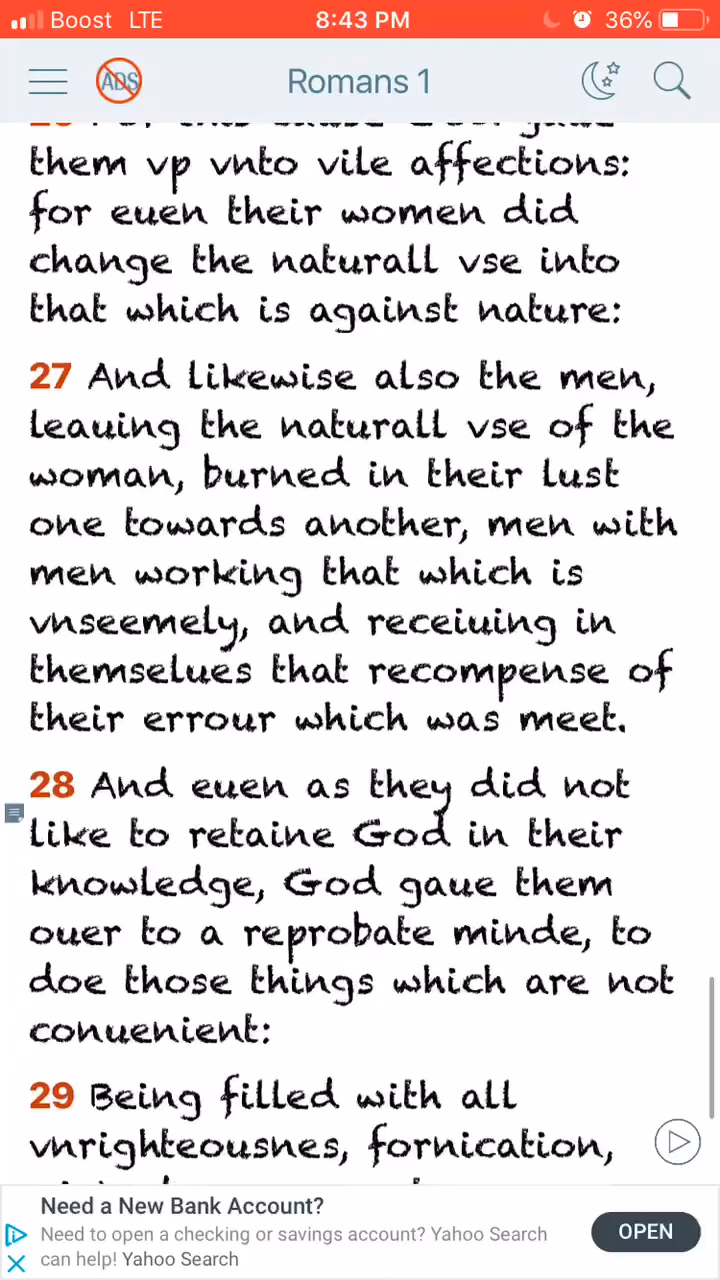 Boost LTE 8:43 PM 36%
ADS Romans 1
them vp vnto vile affections:
for euen their women did
change the naturall vse into
that which is against nature:
27 And likewise also the men,
leauing the naturall vse of the
woman, burned in their lust
one towards another, men with
men working that which is
vnseemely, and receiuing in
themselues that recompense of
their errour which was meet.
28 And euen as they did not
like to retaine God in their
knowledge, God gaue them
ouer to a reprobate minde, to
doe those things which are not
conuenient:
29 Being filled with all
vnrighteousnes, fornication,
Need a New Bank Account?
Need to open a checking or savings account? Yahoo Search
can help! Yahoo Search
OPEN